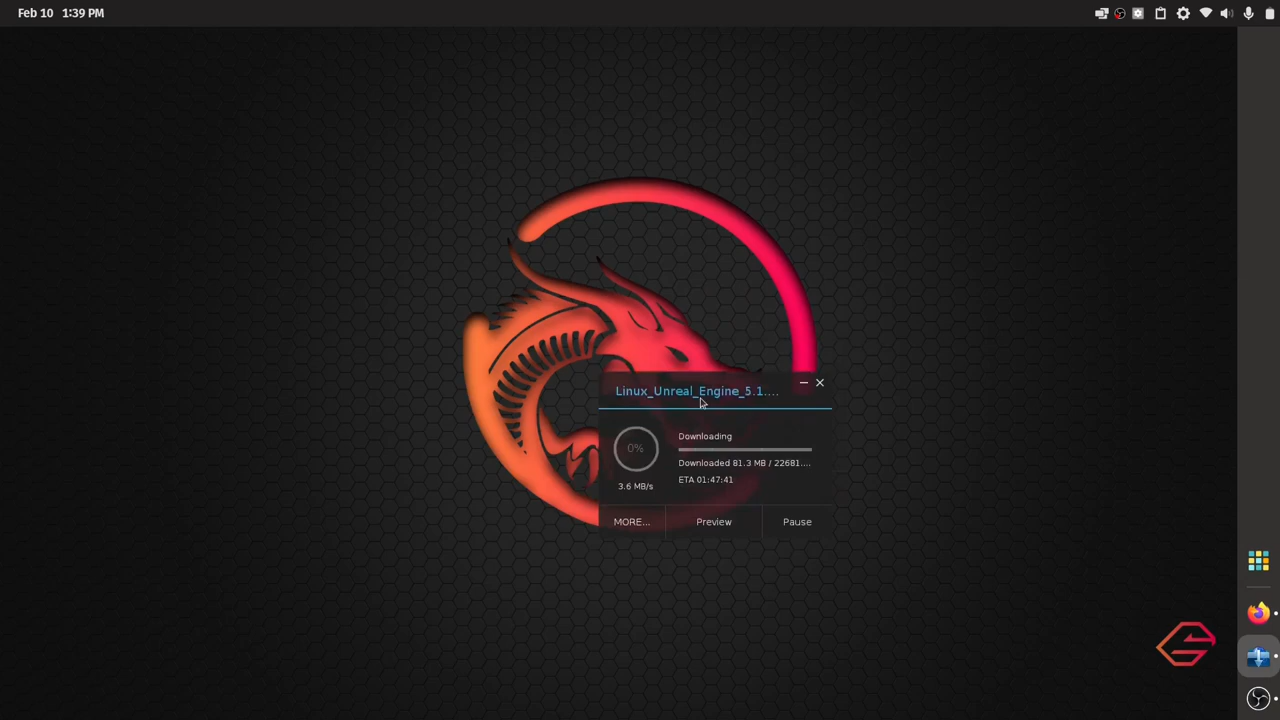 Feb 10 1:39 PM
Linux_Unreal_Engine_5.1....
0%
Downloading
Downloaded 81.3 MB / 22681....
3.6 MB/s
ETA 01:47:41
MORE... Preview Pause